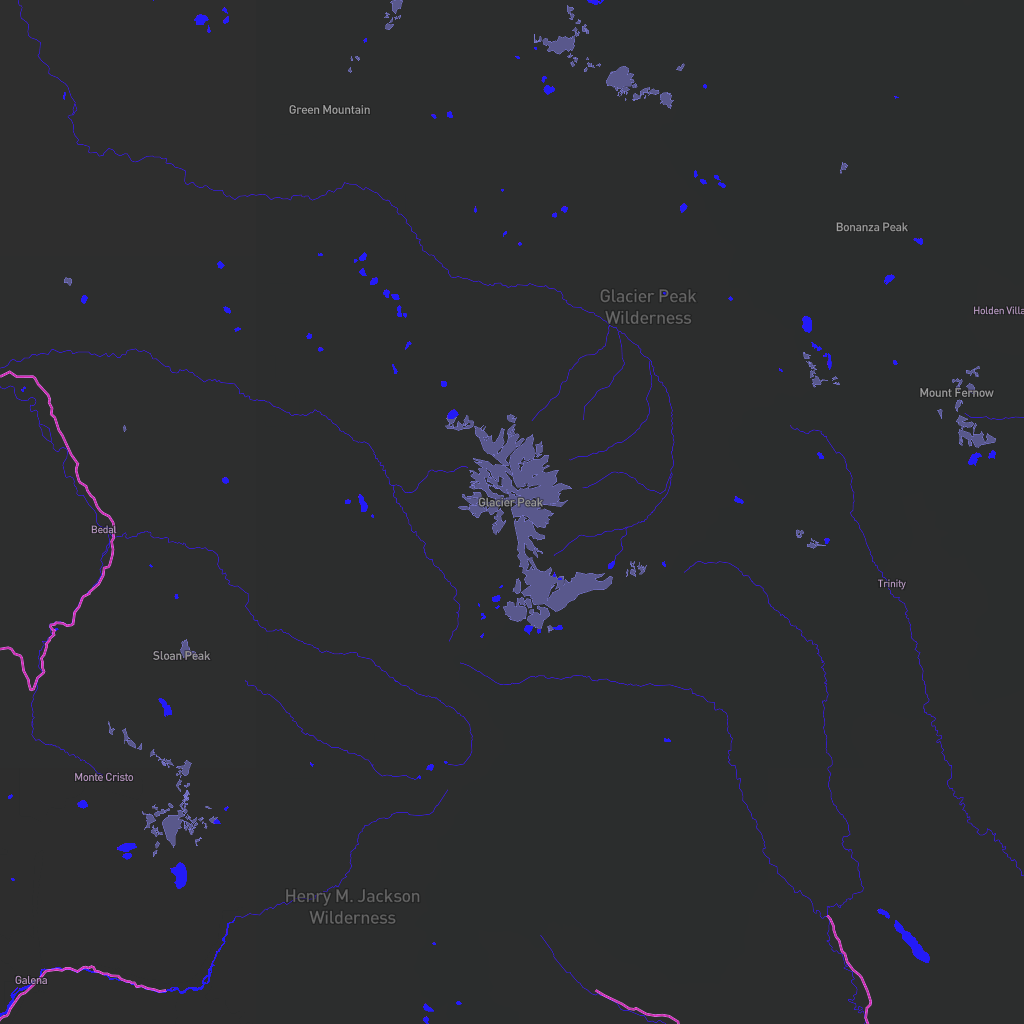 Green Mountain
Bonanza Peak
Glacier Peak
Wilderness
Holden Villa
Mount Fernow
Glacier Peak
Bedal
Trinity
Sloan Peak
Monte Cristo
Henry M. Jackson
Wilderness
Galena